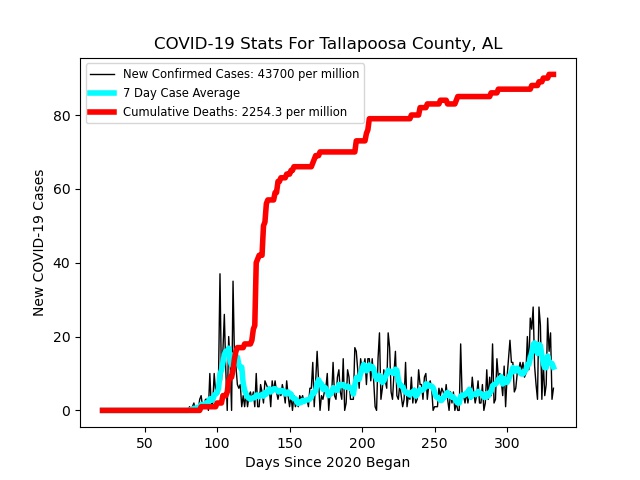 COVID-19 Stats For Tallapoosa County, AL
New Confirmed Cases: 43700 per million
7 Day Case Average
Cumulative Deaths: 2254.3 per million
New COVID-19 Cases
80
60
40
20
0
50 100 150 200 250 300
Days Since 2020 Began